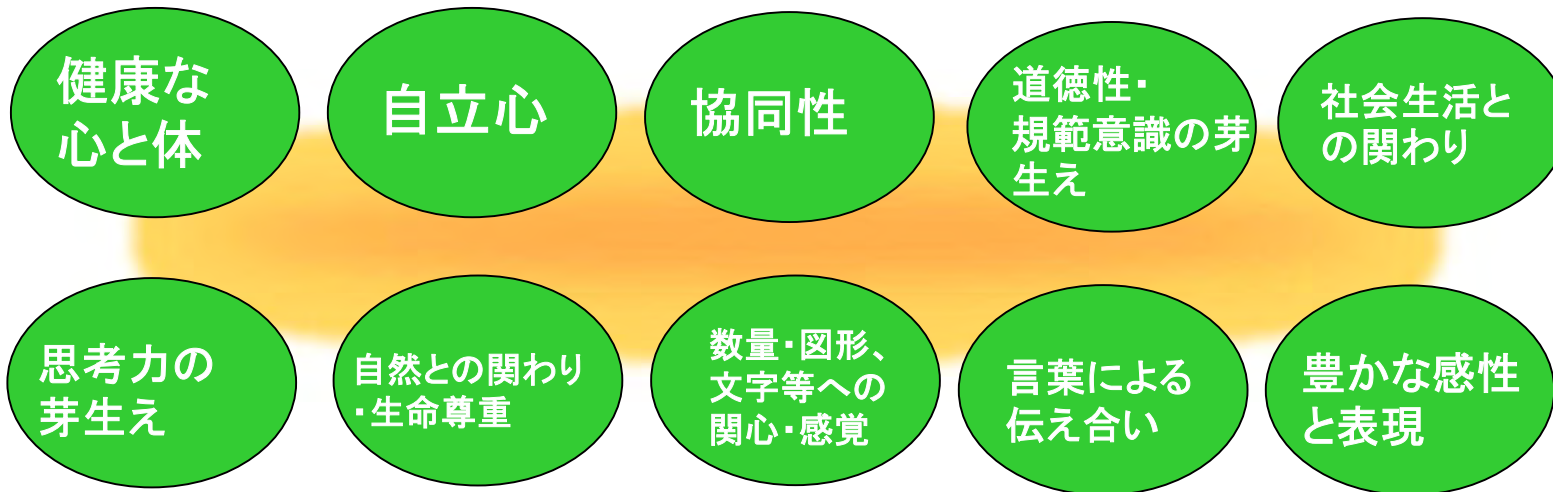 健康な
心と体
自立心
協同性
道徳性・
規範意識の芽
生え
社会生活と
の関わり
思考力の
芽生え
自然との関わり
・生命尊重
数量・図形、
文字等への
関心・感覚
言葉による
伝え合い
豊かな感性
と表現